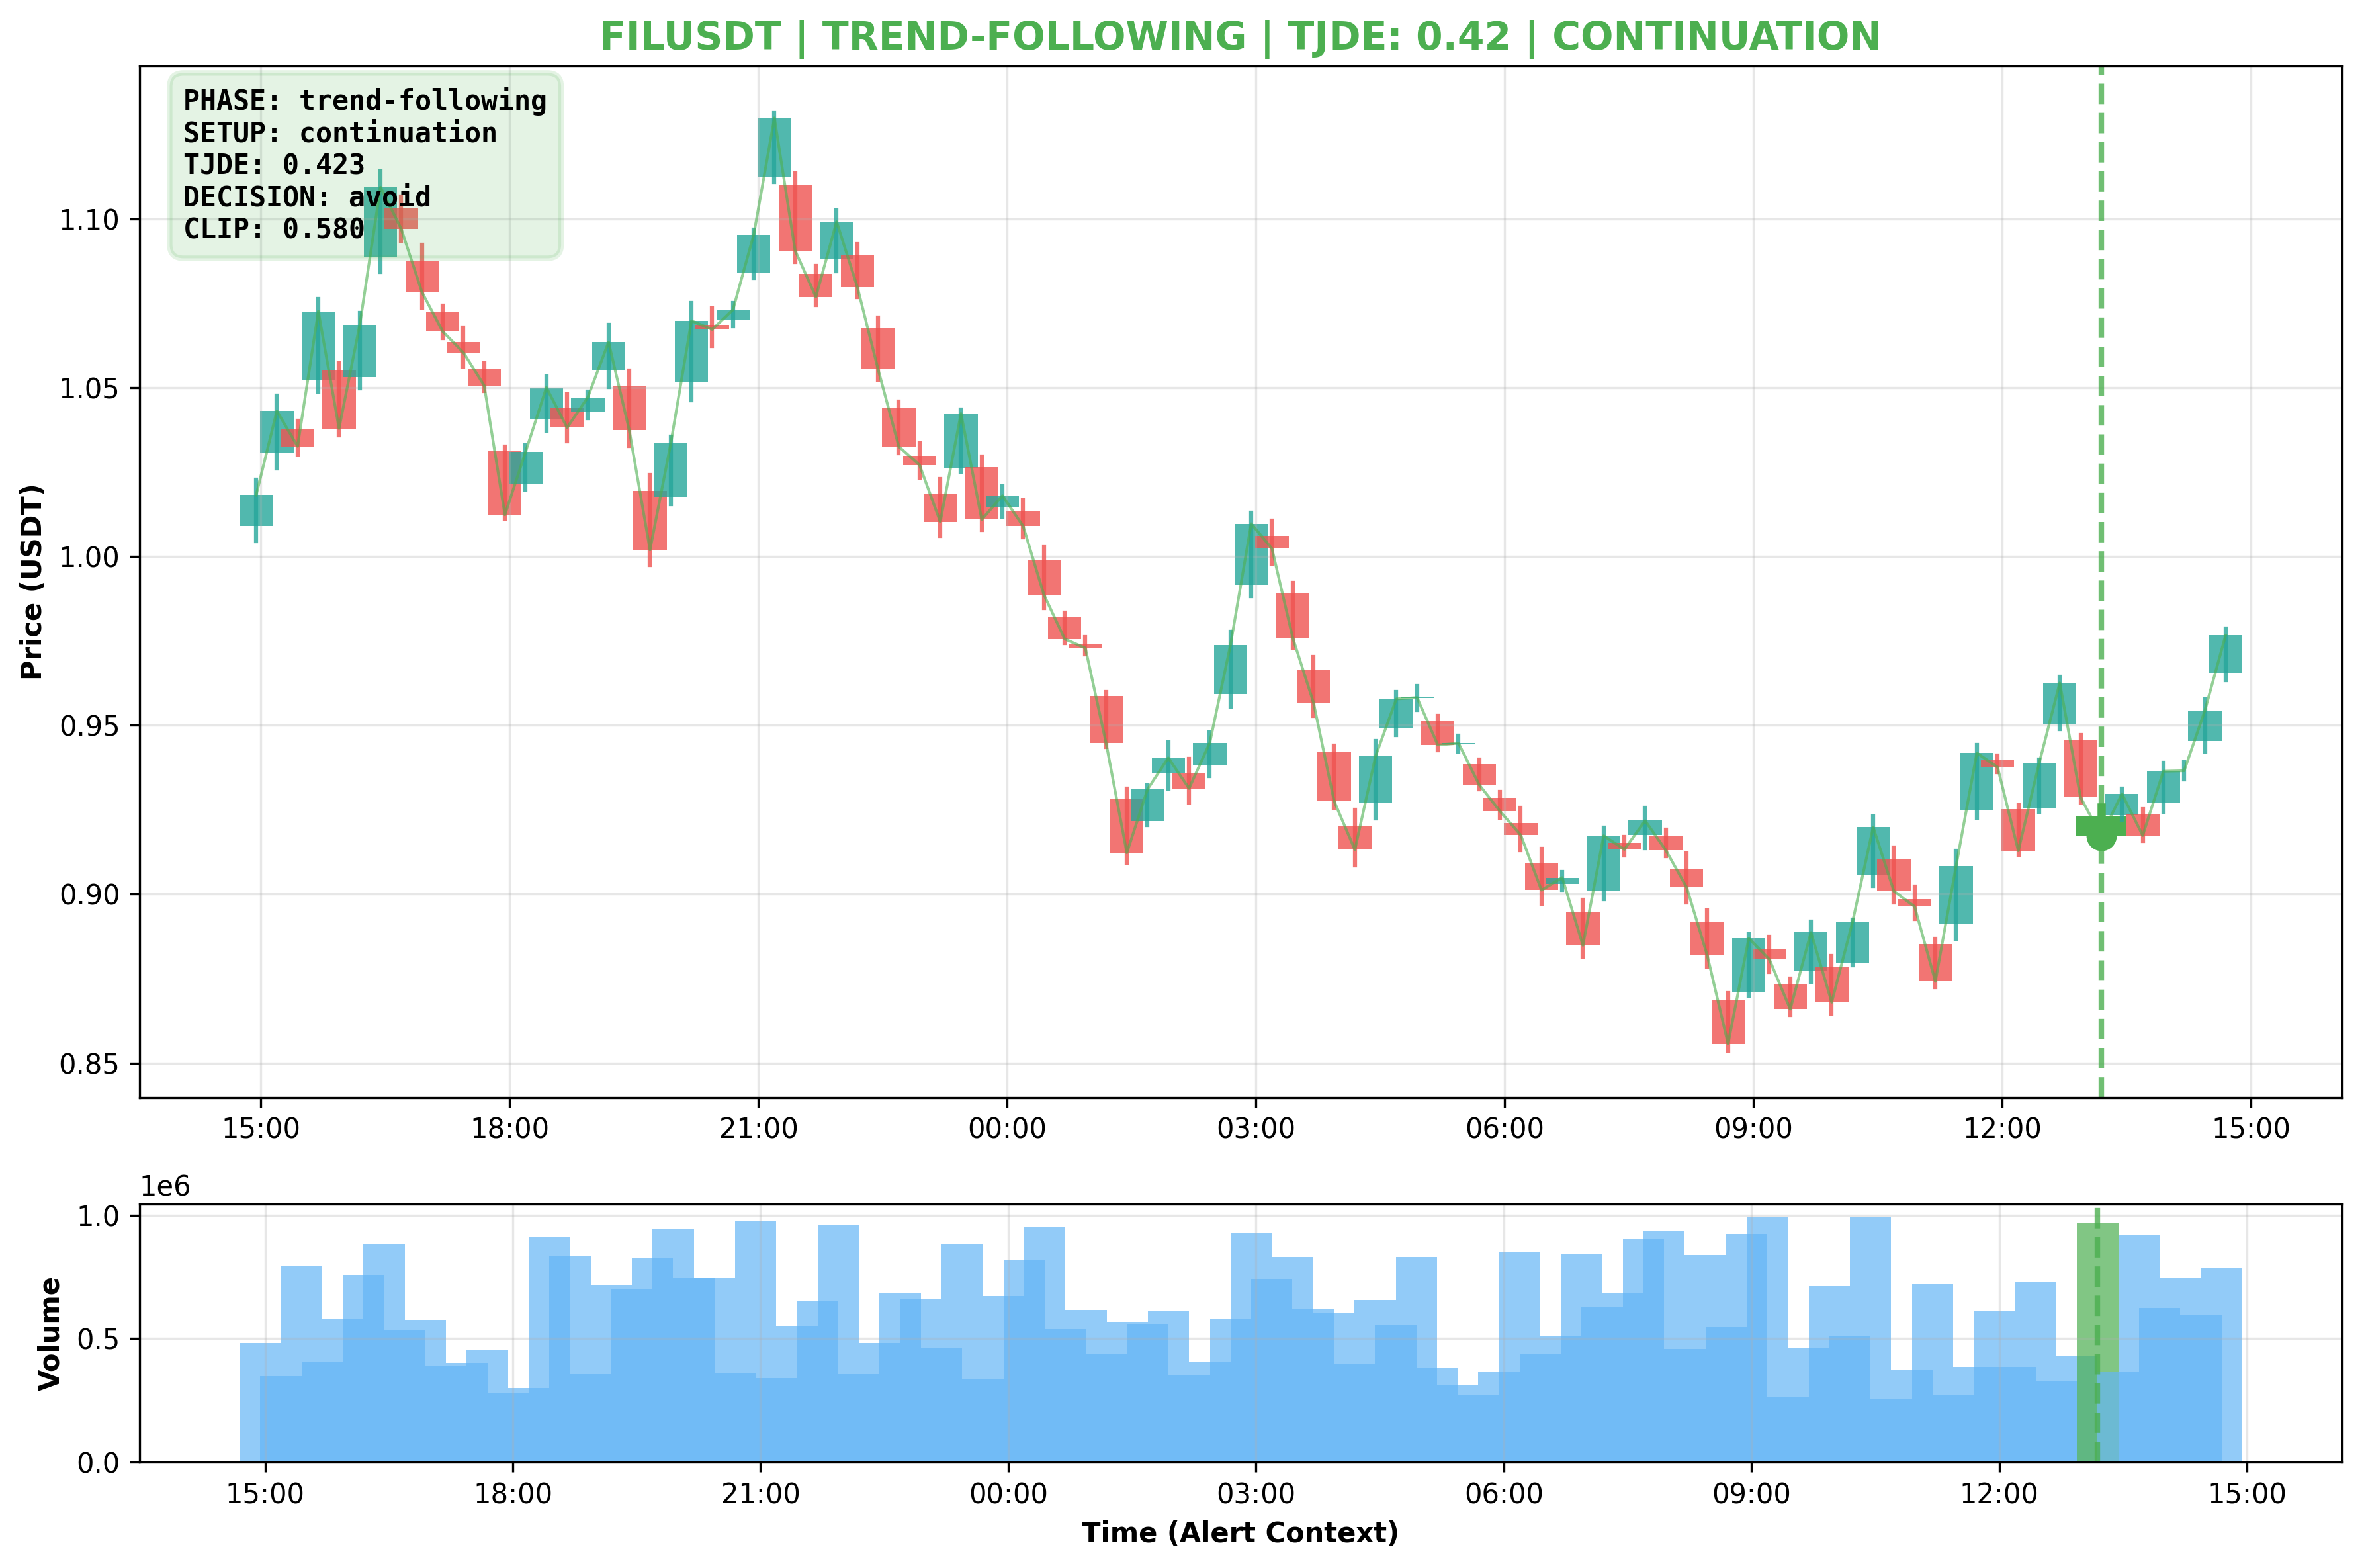 FILUSDT | TREND-FOLLOWING | TJDE: 0.42 | CONTINUATION
PHASE: trend-following
SETUP: continuation
TJDE: 0.423
DECISION: avoid
CLIP: 0.580
Price (USDT)
1.10
1.05
1.00
0.95
0.90
0.85
15:00 18:00 21:00 00:00 03:00 06:00 09:00 12:00 15:00
1e6
Volume
1.0
0.5
0.0
15:00 18:00 21:00 00:00 03:00 06:00 09:00 12:00 15:00
Time (Alert Context)